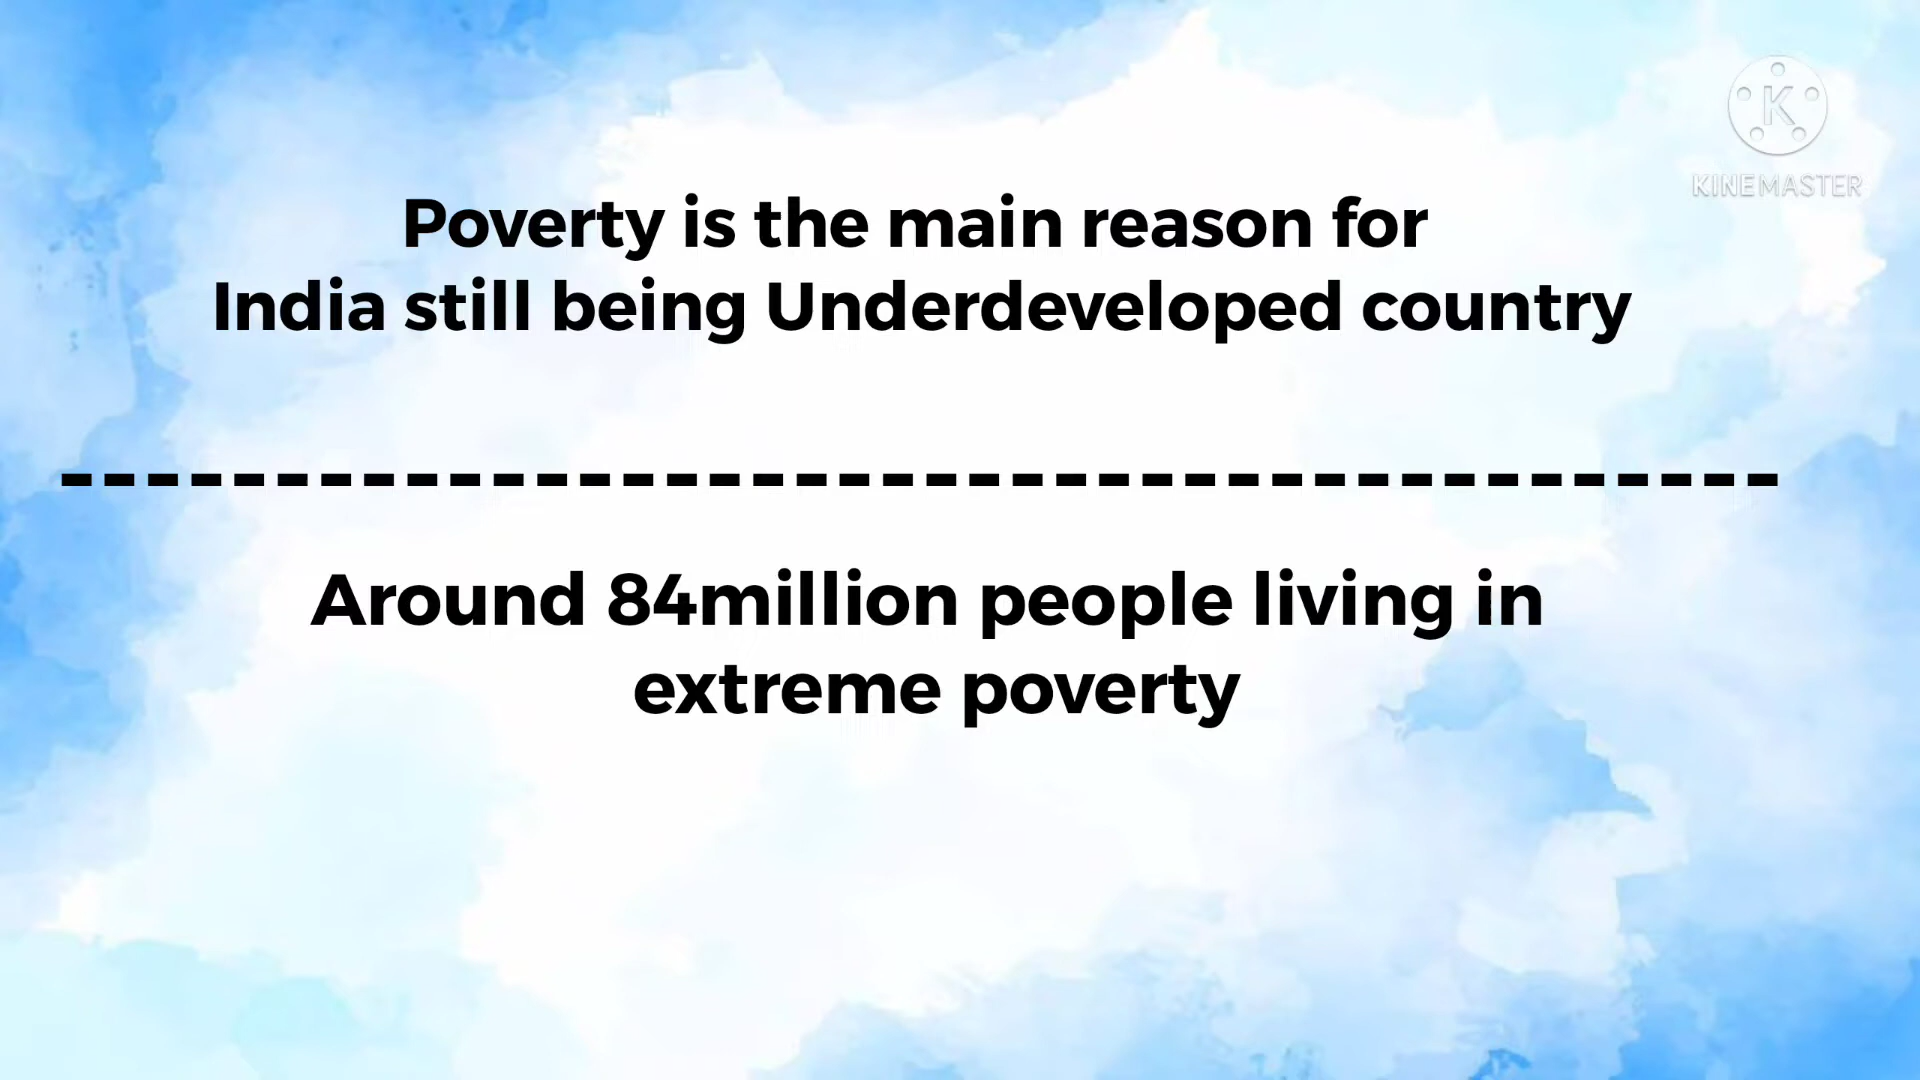 KINEMASTER
Poverty is the main reason for
India still being Underdeveloped country
----------------------------------------
Around 84million people living in
extreme poverty